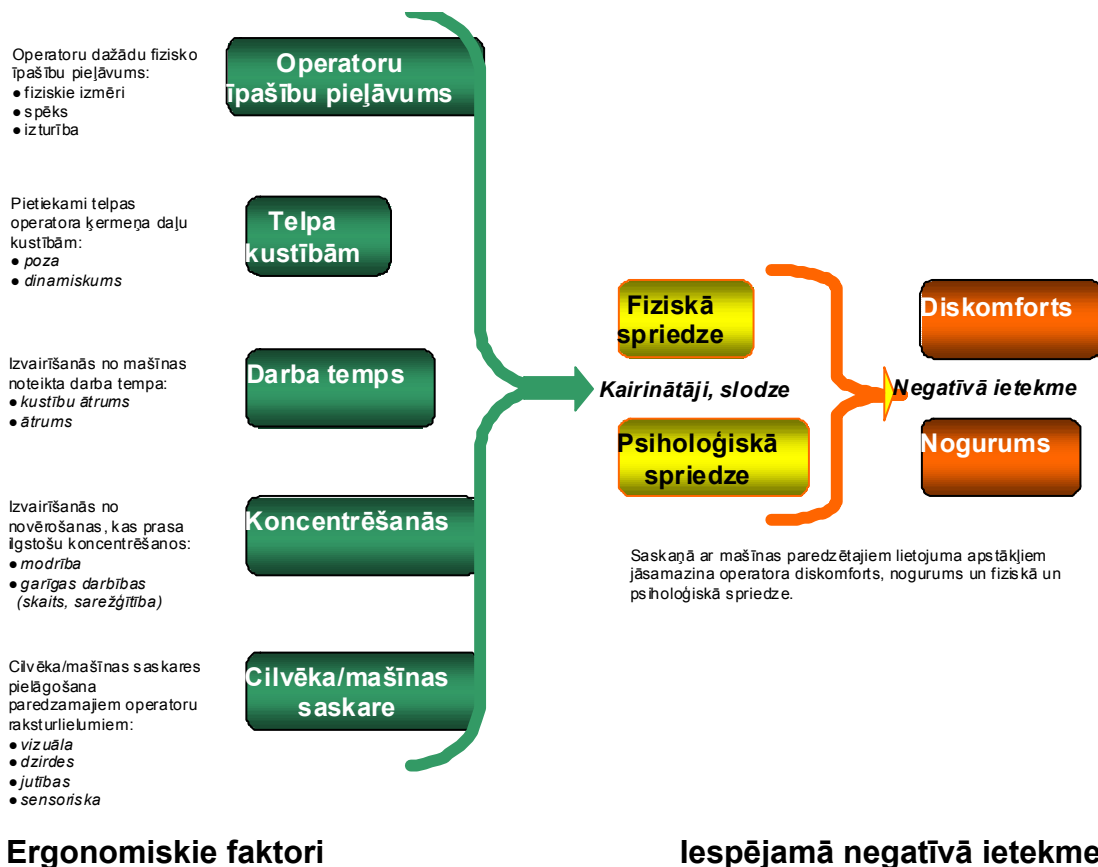 Operatoru dažādu fizisko
īpašību pieļāvums:
● fiziskie izmēri
● spēks
● izturība
Operatoru
īpašību pieļāvums
Pietiekami telpas
operatora ķermeņa daļu
kustībām:
● poza
● dinamiskums
Telpa
kustībām
Izvairīšanās no mašīnas
noteikta darba tempa:
● kustību ātrums
● ātrums
Darba temps
Izvairīšanās no
novērošanas, kas prasa
ilgstošu koncentrēšanos:
● modrība
● garīgas darbības
(skaits, sarežģītība)
Koncentrēšanās
Cilvēka/mašīnas saskares
pielāgošana
paredzamajiem operatoru
raksturlielumiem:
● vizuāla
● dzirdes
● jutības
● sensoriska
Cilvēka/mašīnas
saskare
Fiziskā
spriedze
Kairinātāji, slodze
Psiholoģiskā
spriedze
Diskomforts
Negatīvā ietekme
Nogurums
Saskaņā ar mašīnas paredzētajiem lietojuma apstākļiem
jāsamazina operatora diskomforts, nogurums un fiziskā un
psiholoģiskā spriedze.
Ergonomiskie faktori
Iespējamā negatīvā ietekme